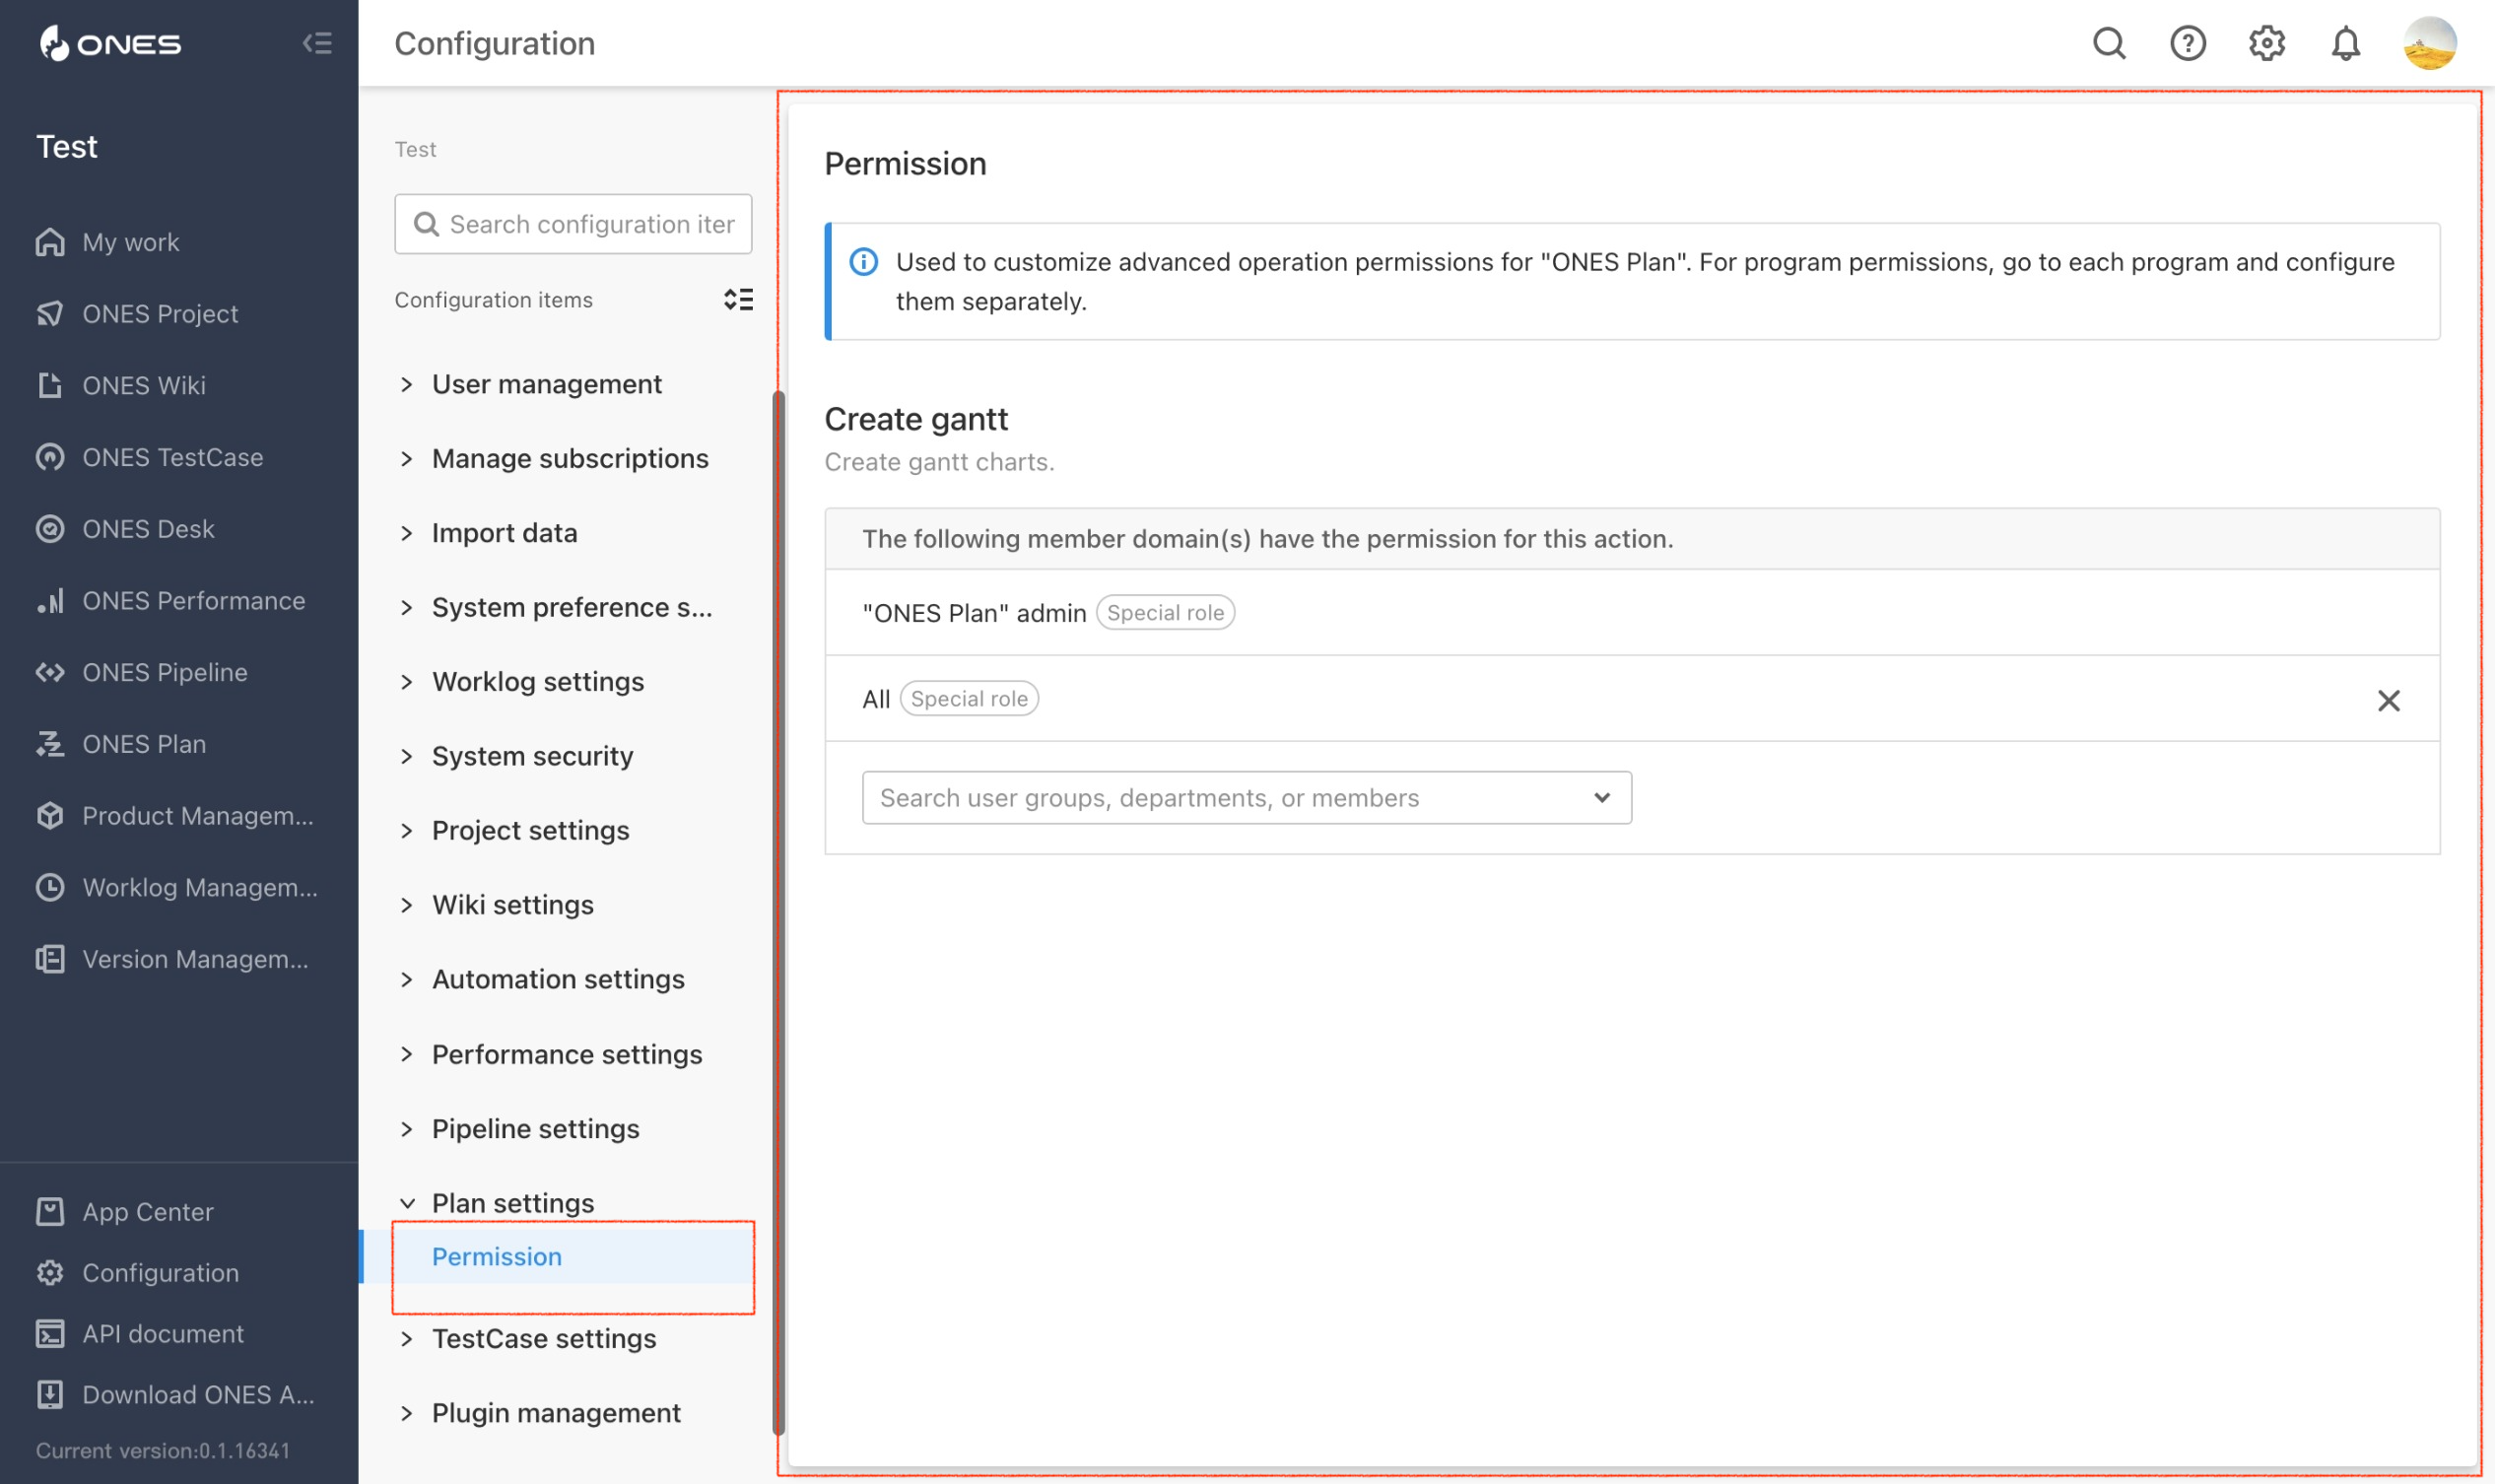 ONES
Test
My work
ONES Project
ONES Wiki
ONES TestCase
ONES Desk
ONES Performance
ONES Pipeline
ONES Plan
Product Managem...
Worklog Managem...
Version Managem...
App Center
Configuration
API document
Download ONES A...
Current version:0.1.16341
Configuration
Test
Search configuration iter
Configuration items
User management
Manage subscriptions
Import data
System preference s...
Worklog settings
System security
Project settings
Wiki settings
Automation settings
Performance settings
Pipeline settings
Plan settings
Permission
TestCase settings
Plugin management
Permission
Used to customize advanced operation permissions for "ONES Plan". For program permissions, go to each program and configure
them separately.
Create gantt
Create gantt charts.
The following member domain(s) have the permission for this action.
"ONES Plan" admin Special role
All Special role
Search user groups, departments, or members